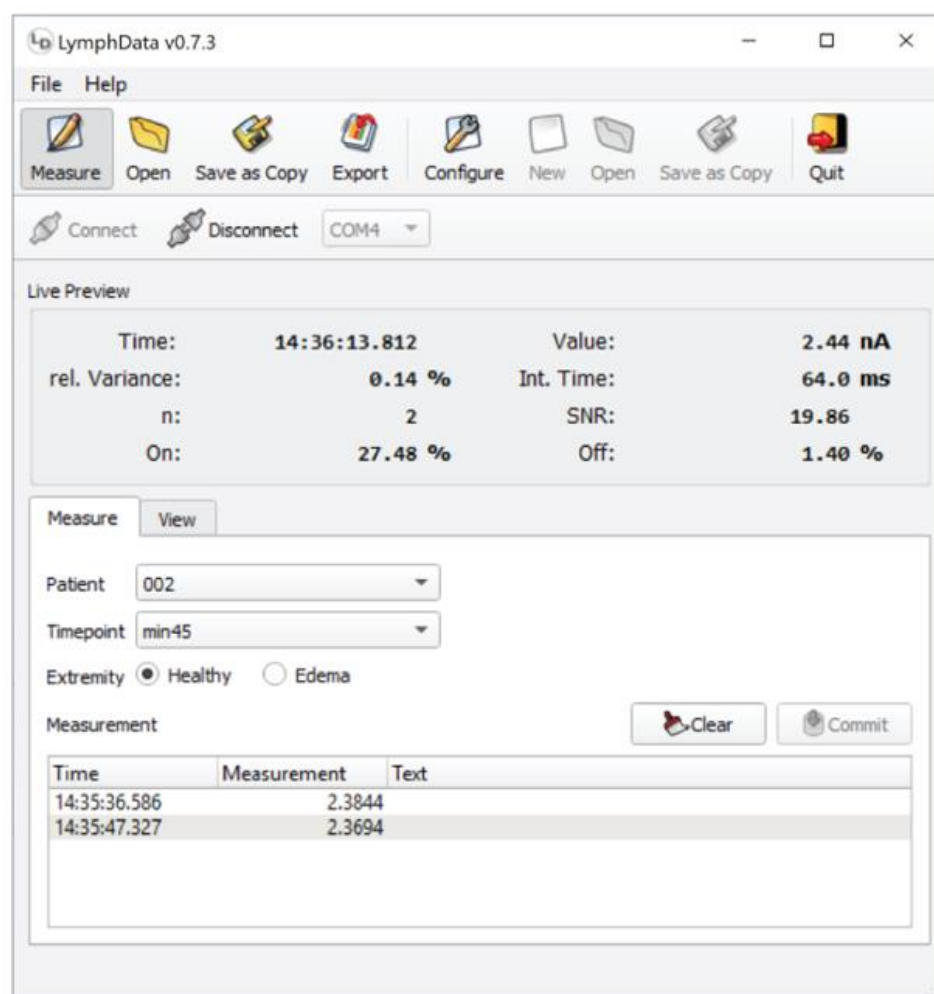 LD LymphData v0.7.3
File Help
Measure Open Save as Copy Export Configure New Open Save as Copy Quit
Connect Disconnect COM4
Live Preview
Time: 14:36:13.812 Value: 2.44 nA
rel. Variance: 0.14 % Int. Time: 64.0 ms
n: 2 SNR: 19.86
On: 27.48 % Off: 1.40 %
Measure View
Patient 002
Timepoint min45
Extremity Healthy Edema
Measurement Clear Commit
Time Measurement Text
14:35:36.586 2.3844
14:35:47.327 2.3694